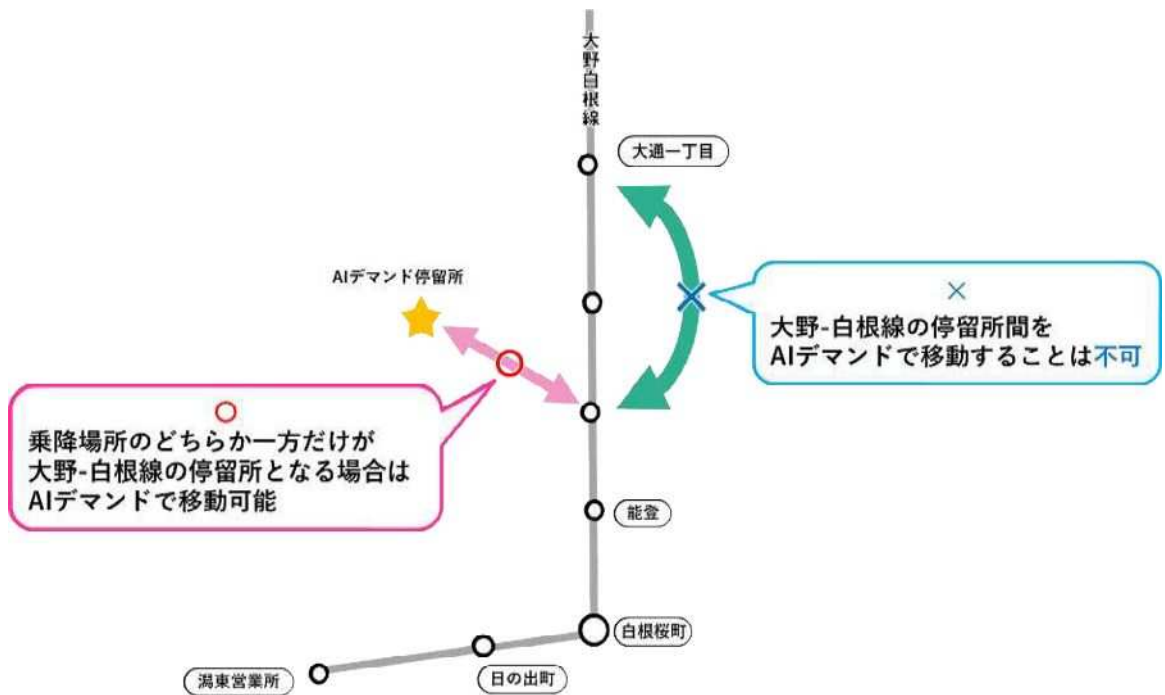 大野白根線
大通一丁目
AIデマンド停留所
×
大野-白根線の停留所間を
AIデマンドで移動することは不可
○
乗降場所のどちらか一方だけが
大野-白根線の停留所となる場合は
AIデマンドで移動可能
能登
白根桜町
日の出町
潟東営業所